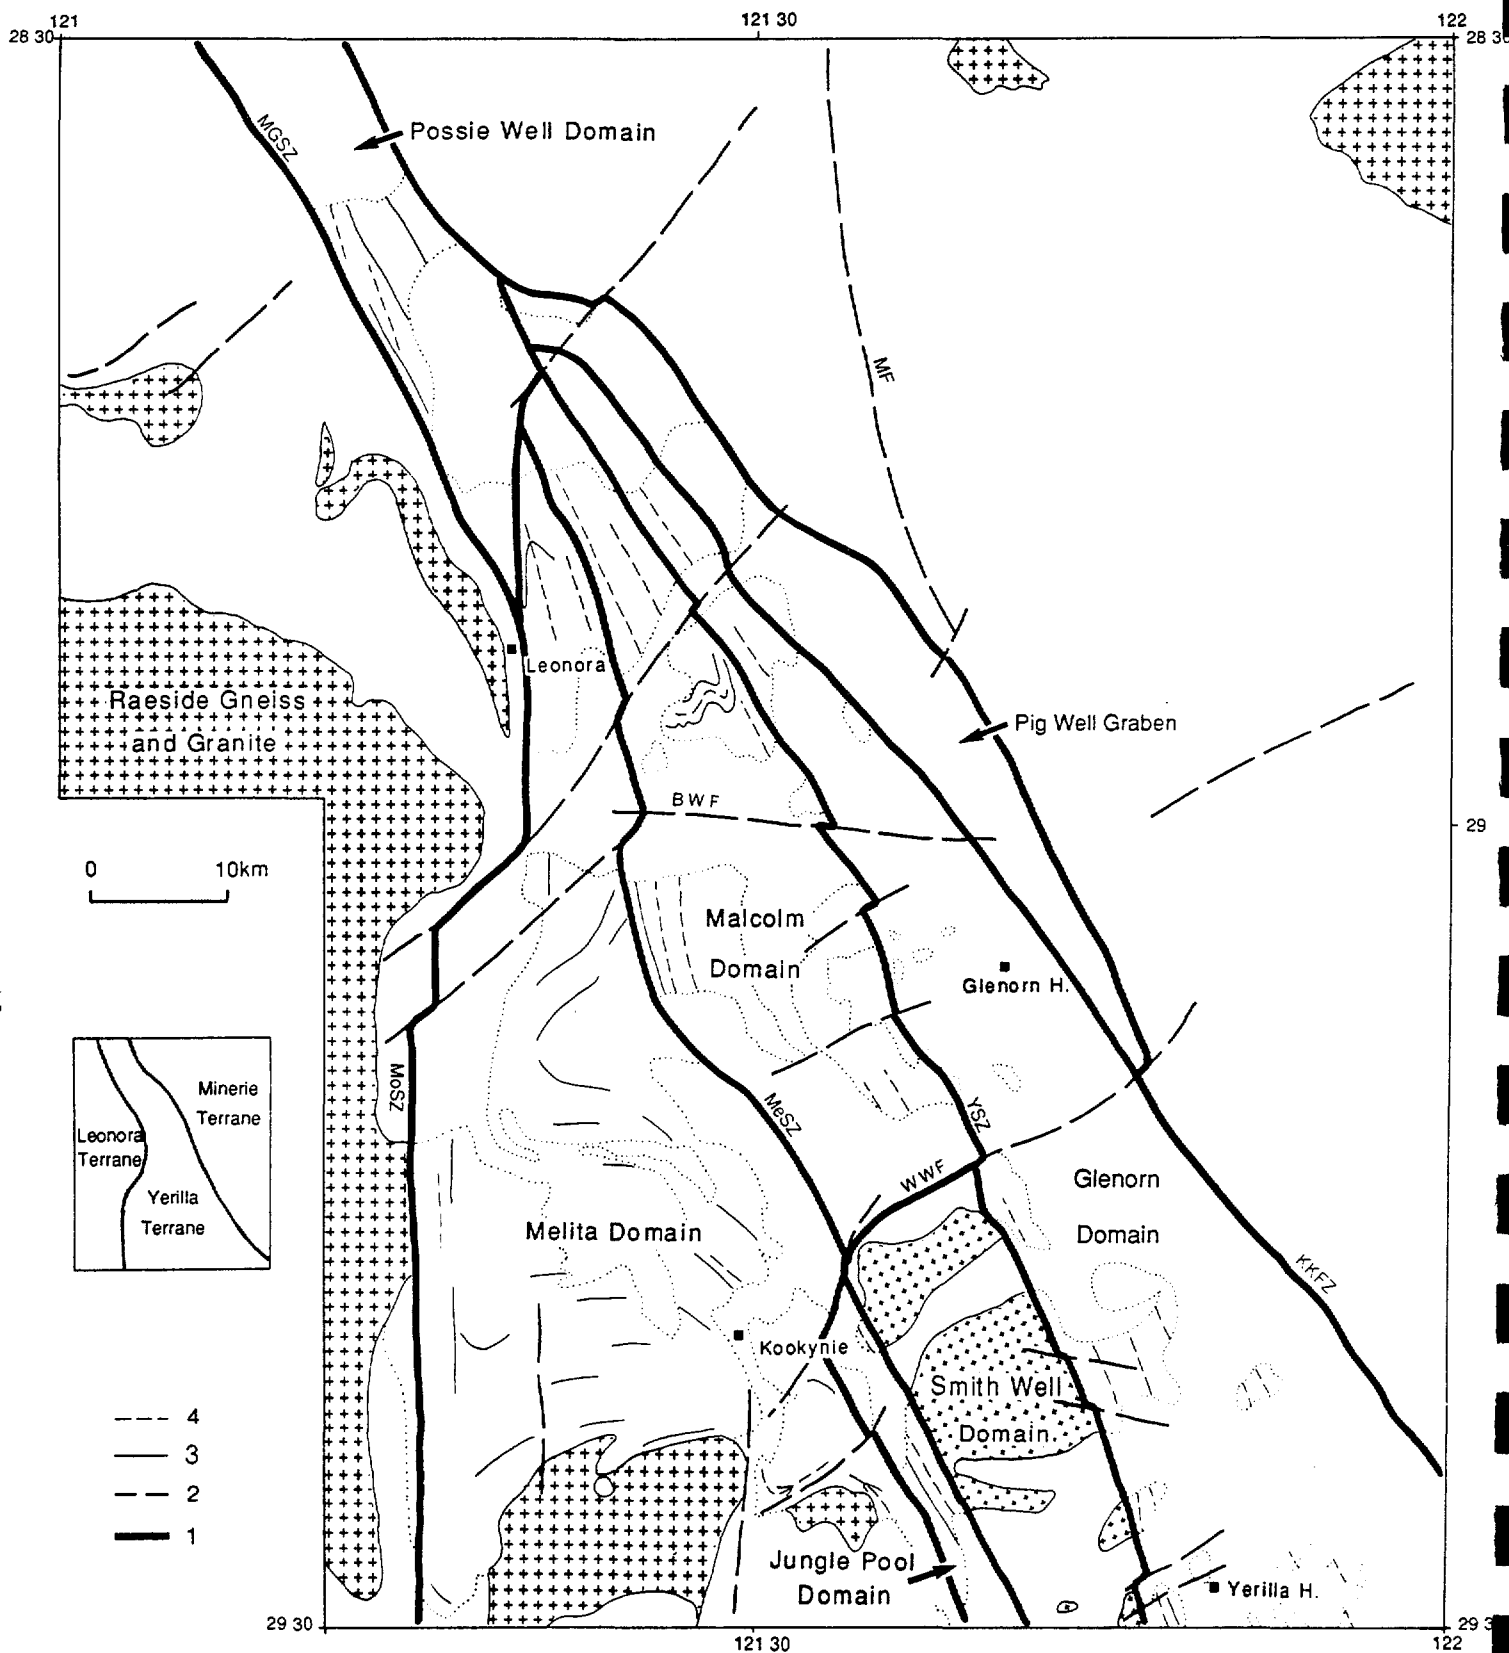 121
121 30
122
28 30
28 30
MGSZ
Possie Well Domain
MF
Leonora
Raeside Gneiss
and Granite
Pig Well Graben
BWF
29
0
10km
Malcolm
Domain
Glenorn H.
MoSZ
MeSZ
YSZ
Minerie
Terrane
Leonora
Terrane
Yerilla
Terrane
WWF
Glenorn
Domain
Melita Domain
KKFZ
Kookynie
Smith Well
Domain
4
3
2
1
Jungle Pool
Domain
Yerilla H.
29 30
121 30
122